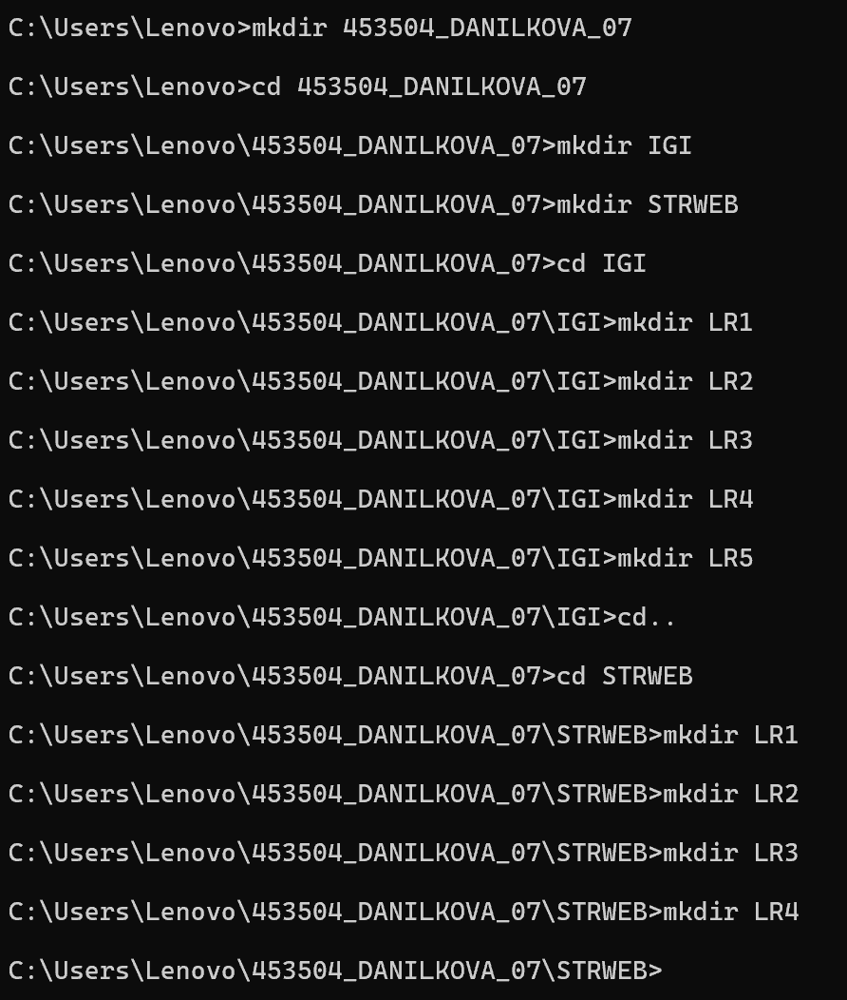 C:\Users\Lenovo>mkdir 453504_DANILKOVA_07
C:\Users\Lenovo>cd 453504_DANILKOVA_07
C:\Users\Lenovo\453504_DANILKOVA_07>mkdir IGI
C:\Users\Lenovo\453504_DANILKOVA_07>mkdir STRWEB
C:\Users\Lenovo\453504_DANILKOVA_07>cd IGI
C:\Users\Lenovo\453504_DANILKOVA_07\IGI>mkdir LR1
C:\Users\Lenovo\453504_DANILKOVA_07\IGI>mkdir LR2
C:\Users\Lenovo\453504_DANILKOVA_07\IGI>mkdir LR3
C:\Users\Lenovo\453504_DANILKOVA_07\IGI>mkdir LR4
C:\Users\Lenovo\453504_DANILKOVA_07\IGI>mkdir LR5
C:\Users\Lenovo\453504_DANILKOVA_07\IGI>cd..
C:\Users\Lenovo\453504_DANILKOVA_07>cd STRWEB
C:\Users\Lenovo\453504_DANILKOVA_07\STRWEB>mkdir LR1
C:\Users\Lenovo\453504_DANILKOVA_07\STRWEB>mkdir LR2
C:\Users\Lenovo\453504_DANILKOVA_07\STRWEB>mkdir LR3
C:\Users\Lenovo\453504_DANILKOVA_07\STRWEB>mkdir LR4
C:\Users\Lenovo\453504_DANILKOVA_07\STRWEB>